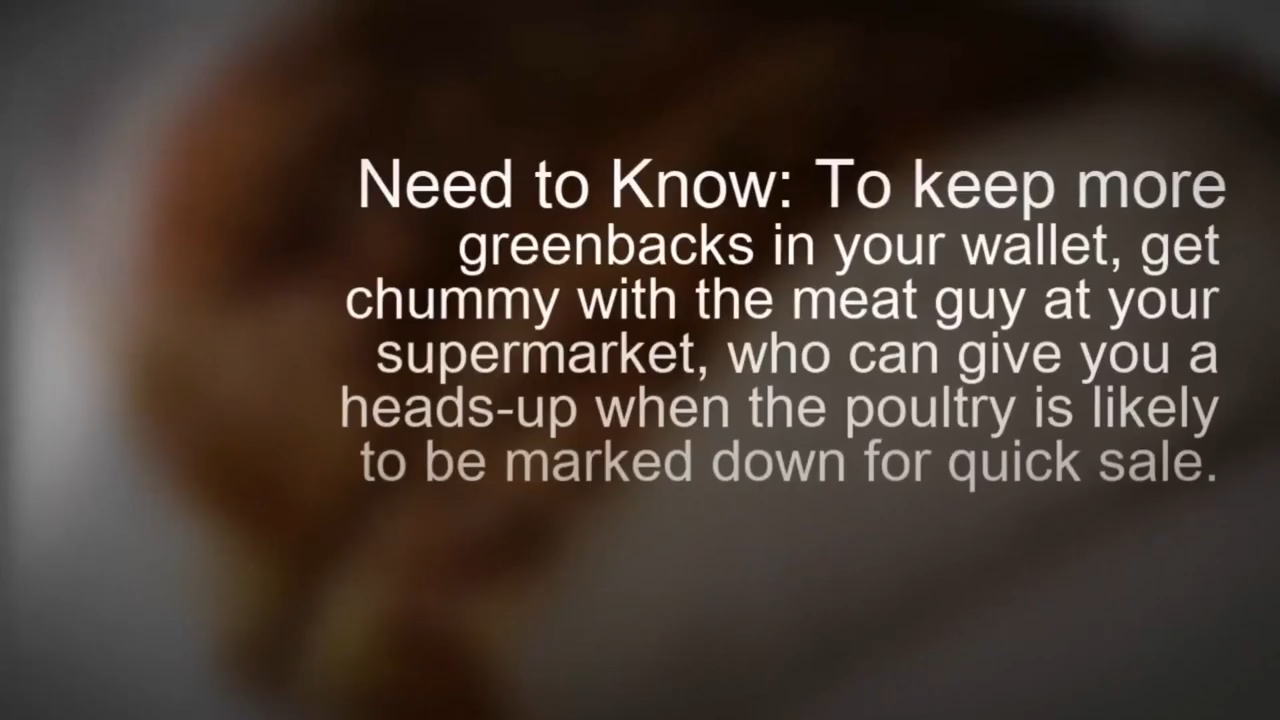 Need to Know: To keep more
greenbacks in your wallet, get
chummy with the meat guy at your
supermarket, who can give you a
heads-up when the poultry is likely
to be marked down for quick sale.